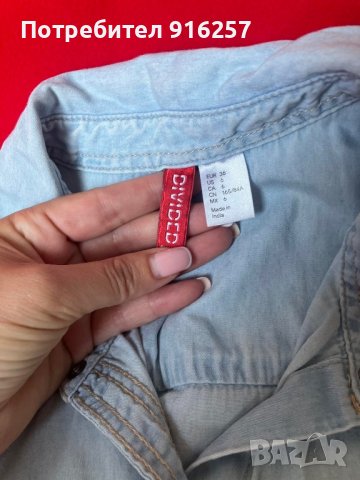 Потребител 916257
DIVIDED
EUR 36
US 6
CA 6
CN 165/84A
MX 6
Made in
India
BAZAR